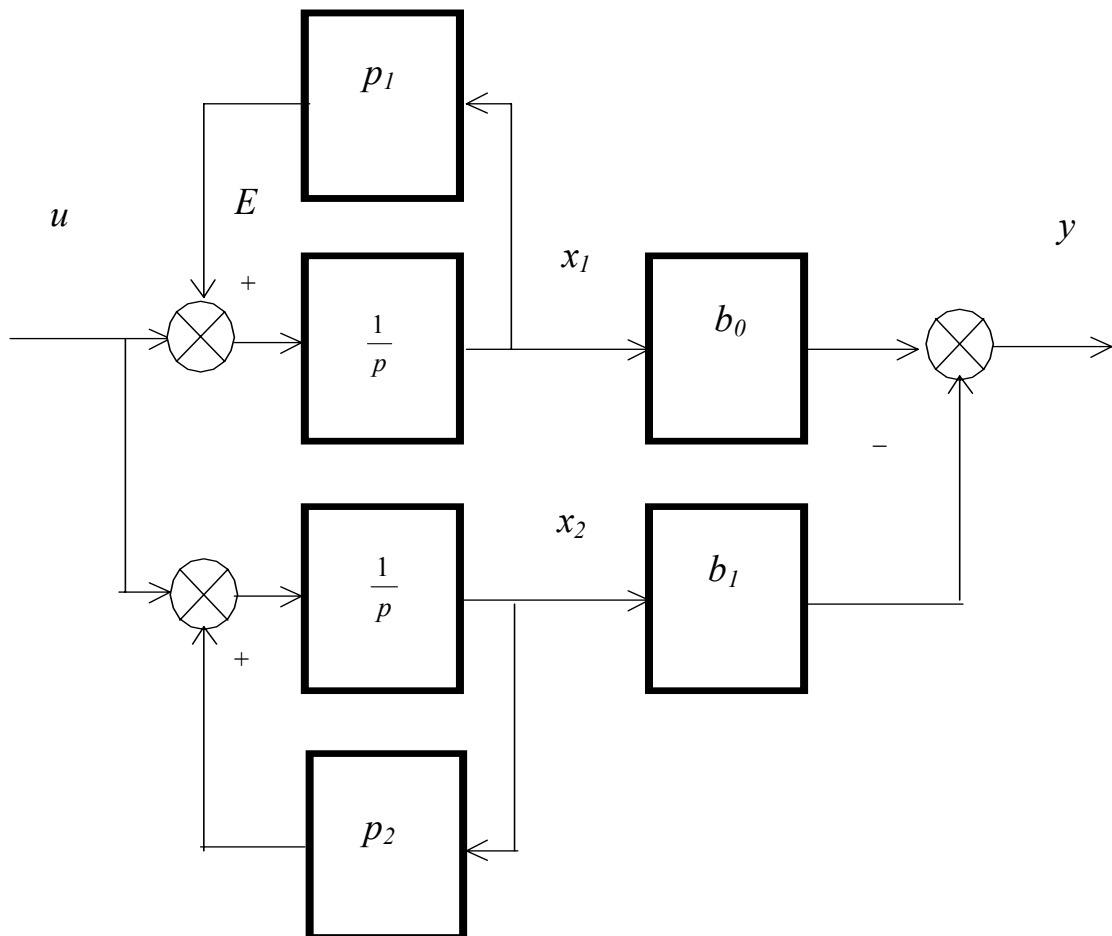 p₁
E
u
y
x₁
+
1/p
b₀
−
x₂
1/p
b₁
+
p₂